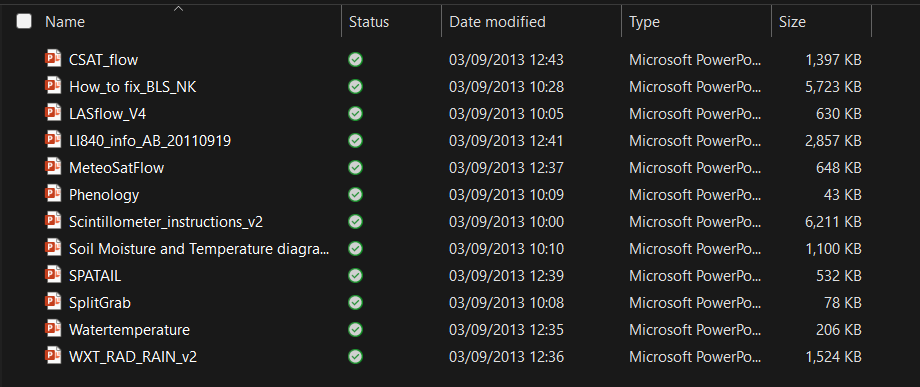 Name Status Date modified Type Size
CSAT_flow 03/09/2013 12:43 Microsoft PowerPo... 1,397 KB
How_to fix_BLS_NK 03/09/2013 10:28 Microsoft PowerPo... 5,723 KB
LASflow_V4 03/09/2013 10:05 Microsoft PowerPo... 630 KB
LI840_info_AB_20110919 03/09/2013 12:41 Microsoft PowerPo... 2,857 KB
MeteoSatFlow 03/09/2013 12:37 Microsoft PowerPo... 648 KB
Phenology 03/09/2013 10:09 Microsoft PowerPo... 43 KB
Scintillometer_instructions_v2 03/09/2013 10:00 Microsoft PowerPo... 6,211 KB
Soil Moisture and Temperature diagra... 03/09/2013 10:10 Microsoft PowerPo... 1,100 KB
SPATAIL 03/09/2013 12:39 Microsoft PowerPo... 532 KB
SplitGrab 03/09/2013 10:08 Microsoft PowerPo... 78 KB
Watertemperature 03/09/2013 12:35 Microsoft PowerPo... 206 KB
WXT_RAD_RAIN_v2 03/09/2013 12:36 Microsoft PowerPo... 1,524 KB